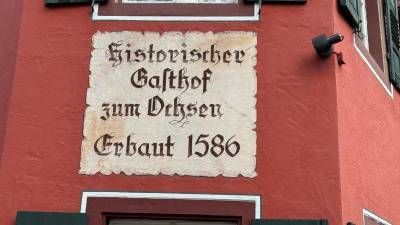 Historischer
Gasthof
zum Ochsen
Erbaut 1586